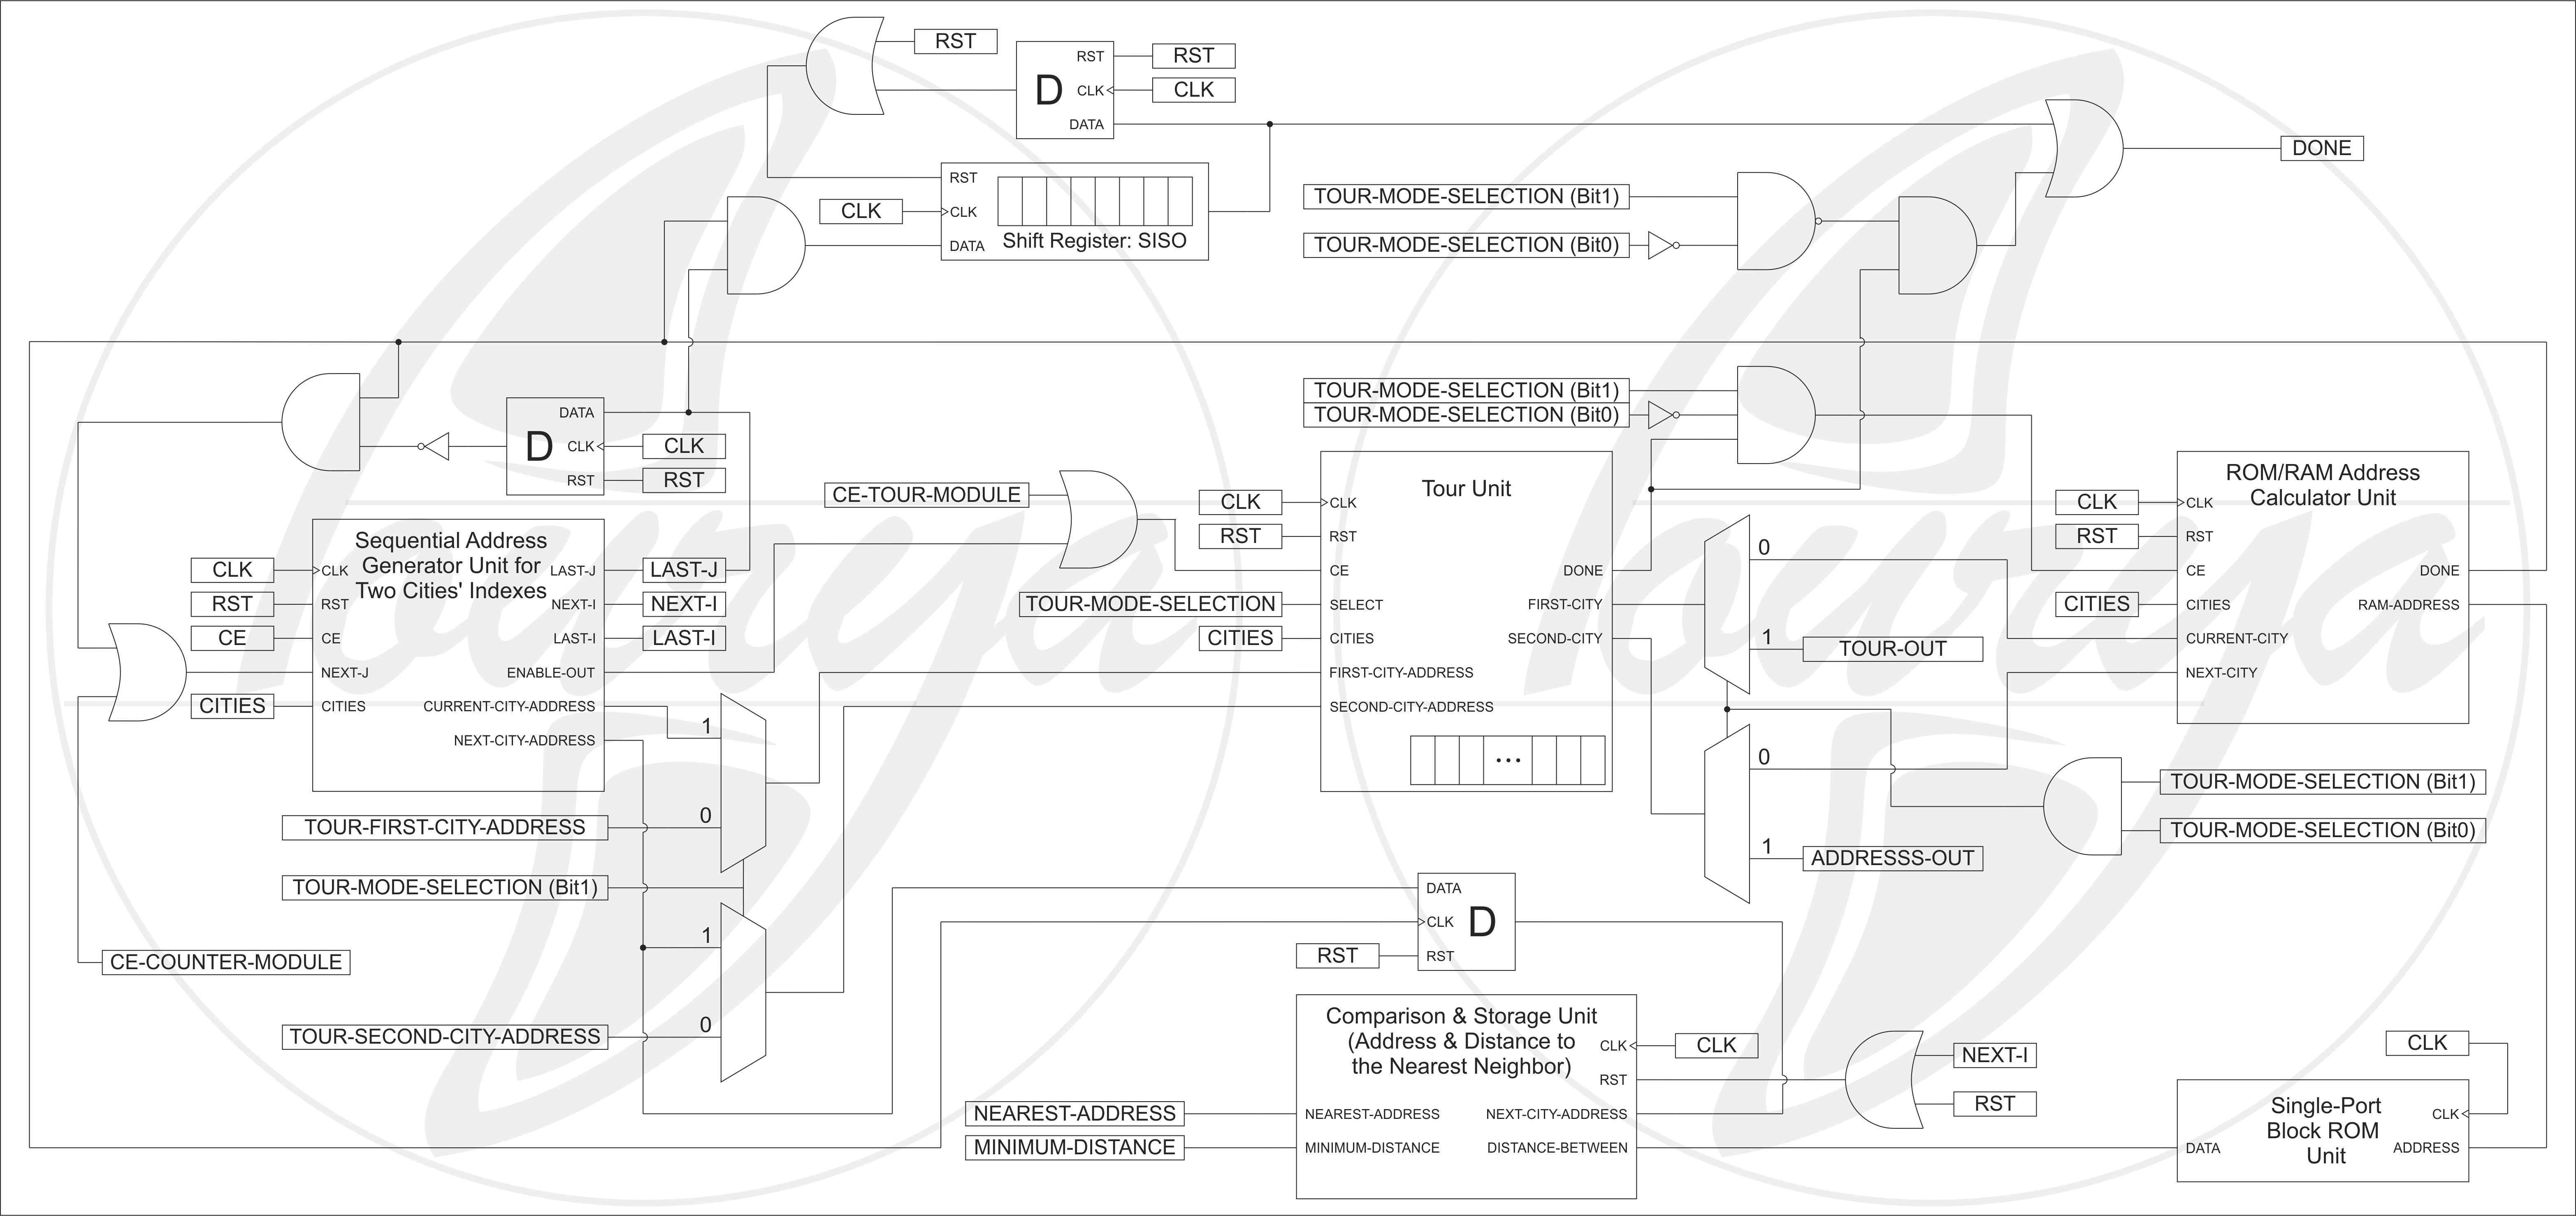 RST
RST
D
CLK
CLK
RST
DATA
DONE
RST
CLK
CLK
DATA
Shift Register: SISO
TOUR-MODE-SELECTION (Bit1)
TOUR-MODE-SELECTION (Bit0)
DATA
D
CLK
CLK
RST
RST
TOUR-MODE-SELECTION (Bit1)
TOUR-MODE-SELECTION (Bit0)
Sequential Address
Generator Unit for
Two Cities' Indexes
CLK
CLK
RST
RST
CE
CE
NEXT-J
CITIES
CITIES
LAST-J
LAST-J
NEXT-I
NEXT-I
LAST-I
LAST-I
ENABLE-OUT
CURRENT-CITY-ADDRESS
NEXT-CITY-ADDRESS
CE-TOUR-MODULE
Tour Unit
CLK
CLK
RST
RST
CE
TOUR-MODE-SELECTION
SELECT
CITIES
CITIES
FIRST-CITY-ADDRESS
SECOND-CITY-ADDRESS
DONE
FIRST-CITY
SECOND-CITY
...
0
1
TOUR-OUT
0
1
ADDRESSS-OUT
ROM/RAM Address
Calculator Unit
CLK
CLK
RST
RST
CE
CITIES
CITIES
CURRENT-CITY
NEXT-CITY
DONE
RAM-ADDRESS
TOUR-MODE-SELECTION (Bit1)
TOUR-MODE-SELECTION (Bit0)
1
0
TOUR-FIRST-CITY-ADDRESS
TOUR-MODE-SELECTION (Bit1)
1
0
CE-COUNTER-MODULE
TOUR-SECOND-CITY-ADDRESS
DATA
CLK
D
RST
RST
Comparison & Storage Unit
(Address & Distance to
the Nearest Neighbor)
CLK
CLK
RST
NEXT-I
RST
NEAREST-ADDRESS
NEAREST-ADDRESS
NEXT-CITY-ADDRESS
MINIMUM-DISTANCE
MINIMUM-DISTANCE
DISTANCE-BETWEEN
CLK
Single-Port
Block ROM
Unit
CLK
DATA
ADDRESS